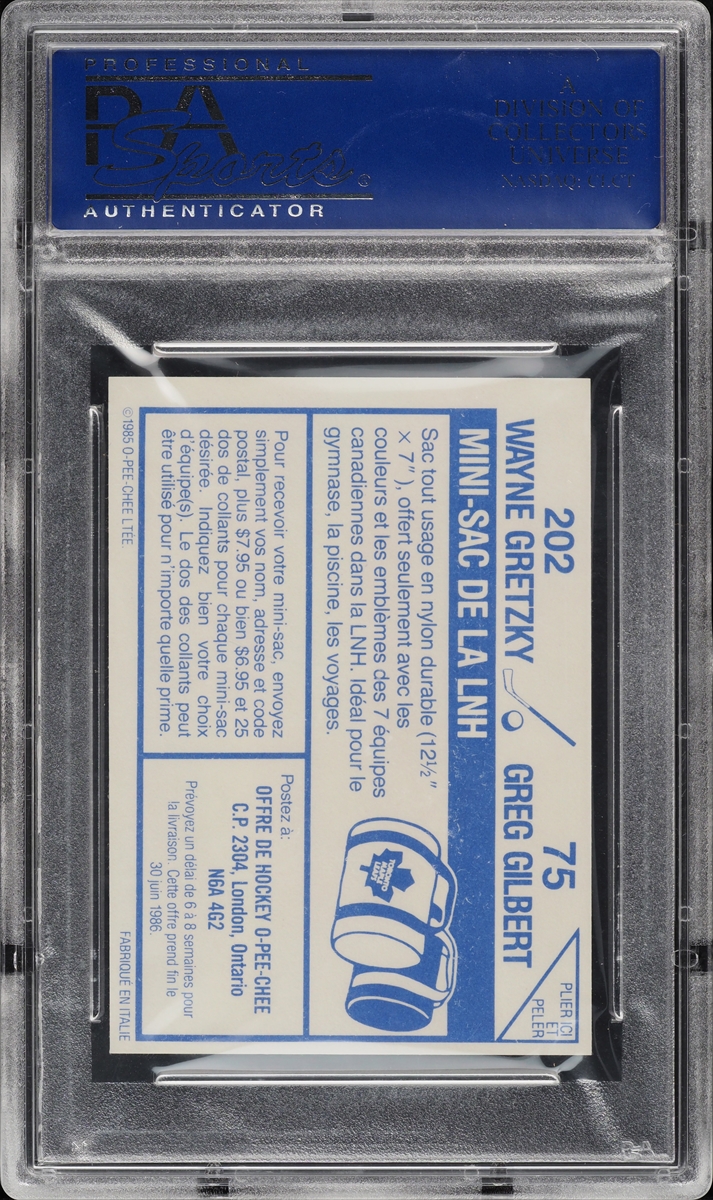 PROFESSIONAL
PSA
Sports®
AUTHENTICATOR
A
DIVISION OF
COLLECTORS
UNIVERSE
NASDAQ: CLCT
202
WAYNE GRETZKY
75
GREG GILBERT
PLIER ICI
ET
PELER
MINI-SAC DE LA LNH
Sac tout usage en nylon durable (12½"
× 7"), offert seulement avec les
couleurs et les emblèmes des 7 équipes
canadiennes dans la LNH. Idéal pour le
gymnase, la piscine, les voyages.
TORONTO
MAPLE
LEAFS
Pour recevoir votre mini-sac, envoyez
simplement vos nom, adresse et code
postal, plus $7.95 ou bien $6.95 et 25
dos de collants pour chaque mini-sac
désirée. Indiquez bien votre choix
d'équipe(s). Le dos des collants peut
être utilisé pour n'importe quelle prime.
Postez à:
OFFRE DE HOCKEY O-PEE-CHEE
C.P. 2304, London, Ontario
N6A 4G2
Prévoyez un délai de 6 à 8 semaines pour
la livraison. Cette offre prend fin le
30 juin 1986.
©1985 O-PEE-CHEE LTÉE.
FABRIQUÉ EN ITALIE